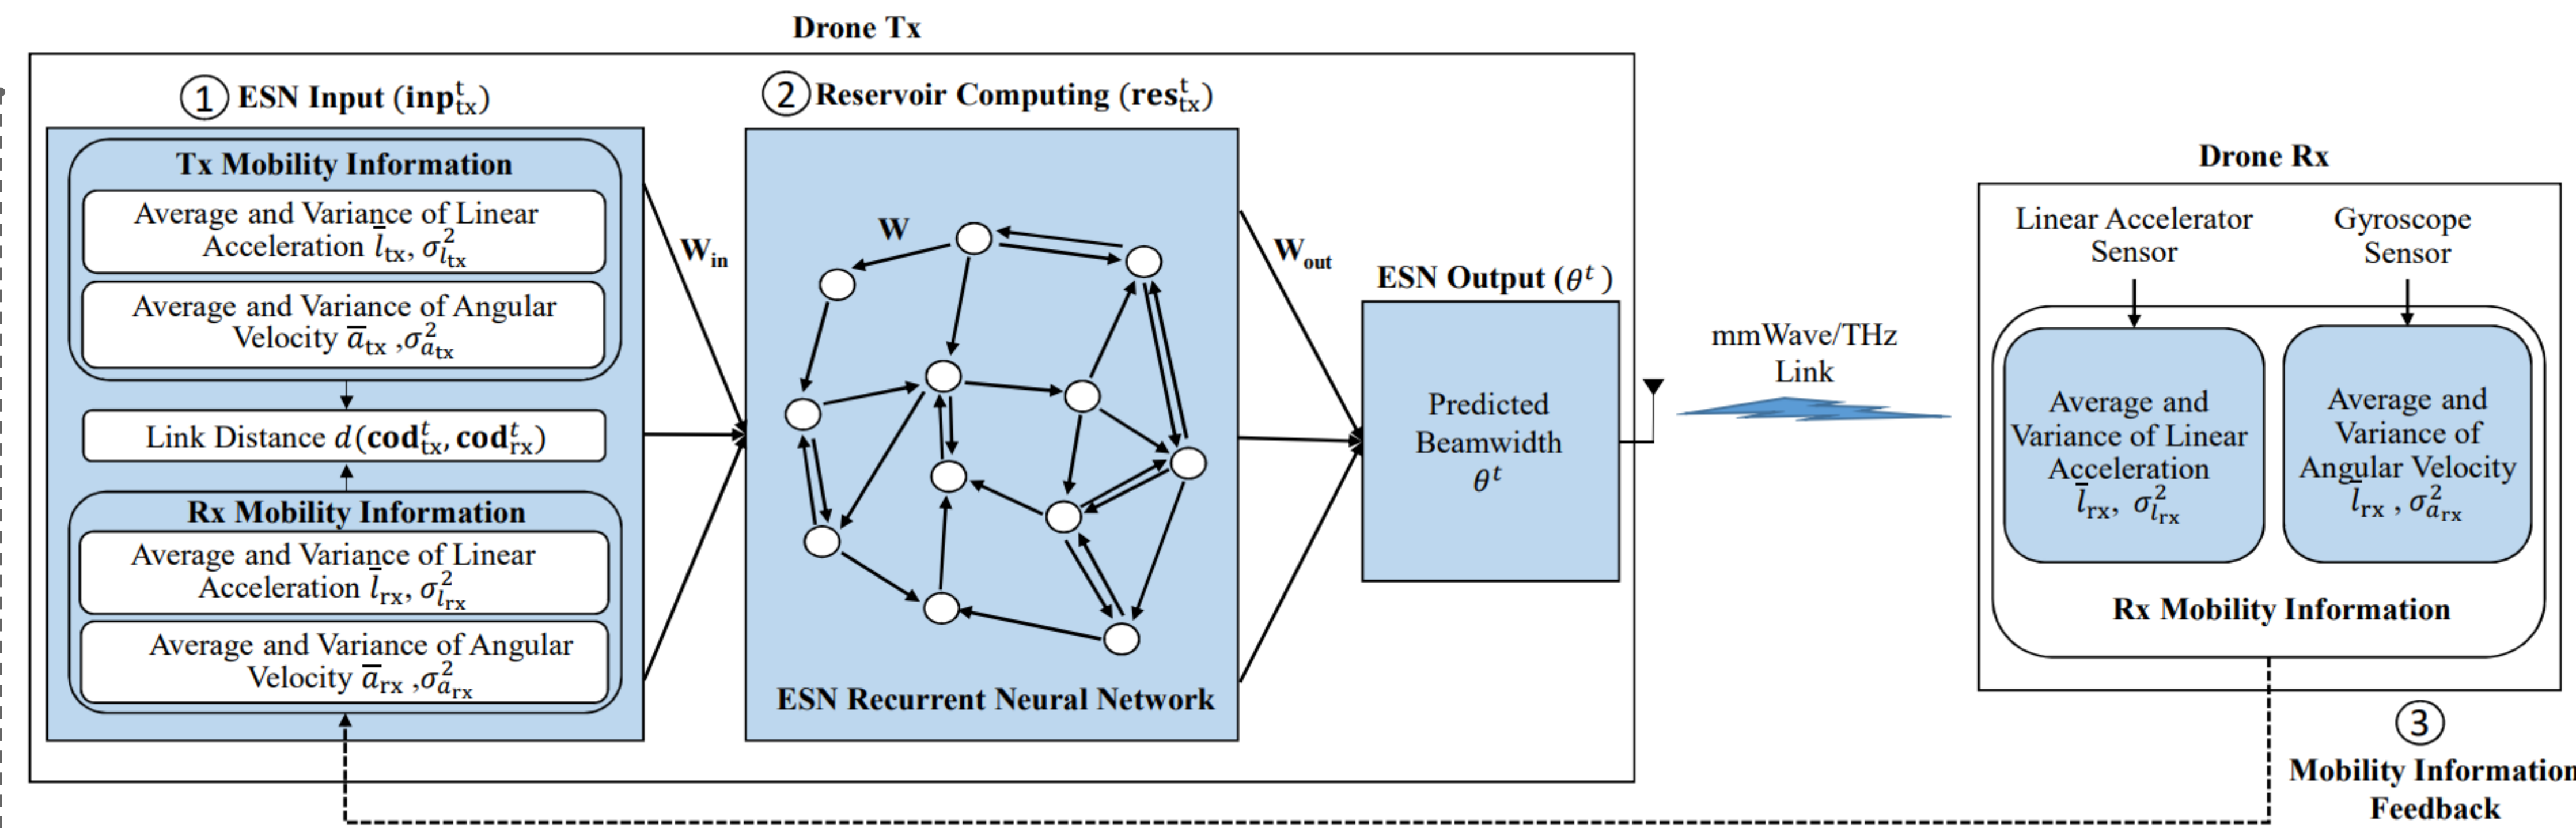 Drone Tx
① ESN Input (inp^t_tx)
Tx Mobility Information
Average and Variance of Linear
Acceleration l̄_tx, σ²_l_tx
Average and Variance of Angular
Velocity a̅_tx ,σ²_a_tx
Link Distance d(cod^t_tx, cod^t_rx)
Rx Mobility Information
Average and Variance of Linear
Acceleration l̄_rx, σ²_l_rx
Average and Variance of Angular
Velocity a̅_rx ,σ²_a_rx
W_in
② Reservoir Computing (res^t_tx)
W
ESN Recurrent Neural Network
W_out
ESN Output (θ^t )
Predicted
Beamwidth
θ^t
mmWave/THz
Link
Drone Rx
Linear Accelerator
Sensor
Gyroscope
Sensor
Average and
Variance of Linear
Acceleration
l̄_rx, σ²_l_rx
Average and
Variance of
Angular Velocity
l̄_rx , σ²_a_rx
Rx Mobility Information
③
Mobility Information
Feedback